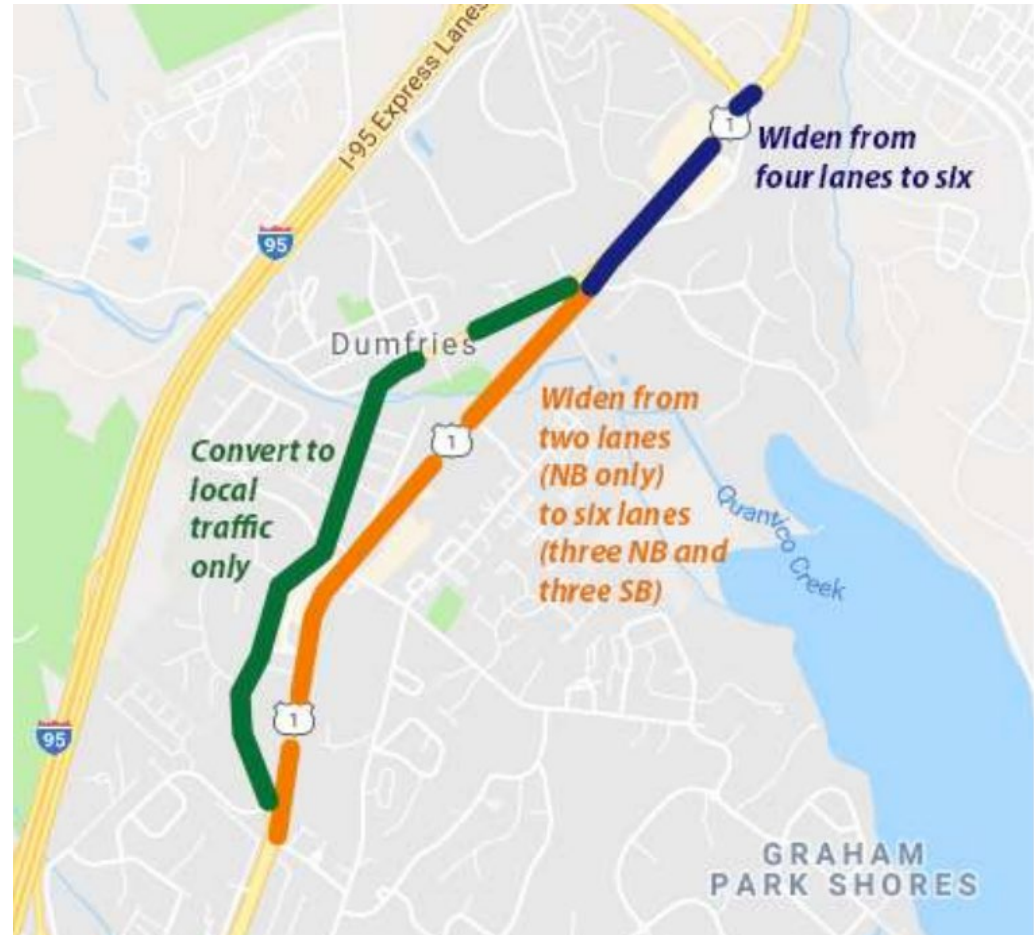 I-95 Express Lanes
1
Widen from
four lanes to six
95
Dumfries
Widen from
two lanes
(NB only)
to six lanes
(three NB and
three SB)
1
Convert to
local
traffic
only
Quantico Creek
1
95
GRAHAM
PARK SHORES